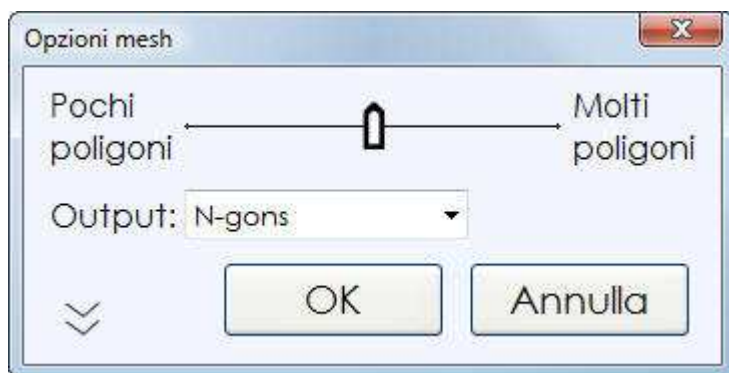 Opzioni mesh
Pochi
poligoni
Molti
poligoni
Output: N-gons
OK
Annulla